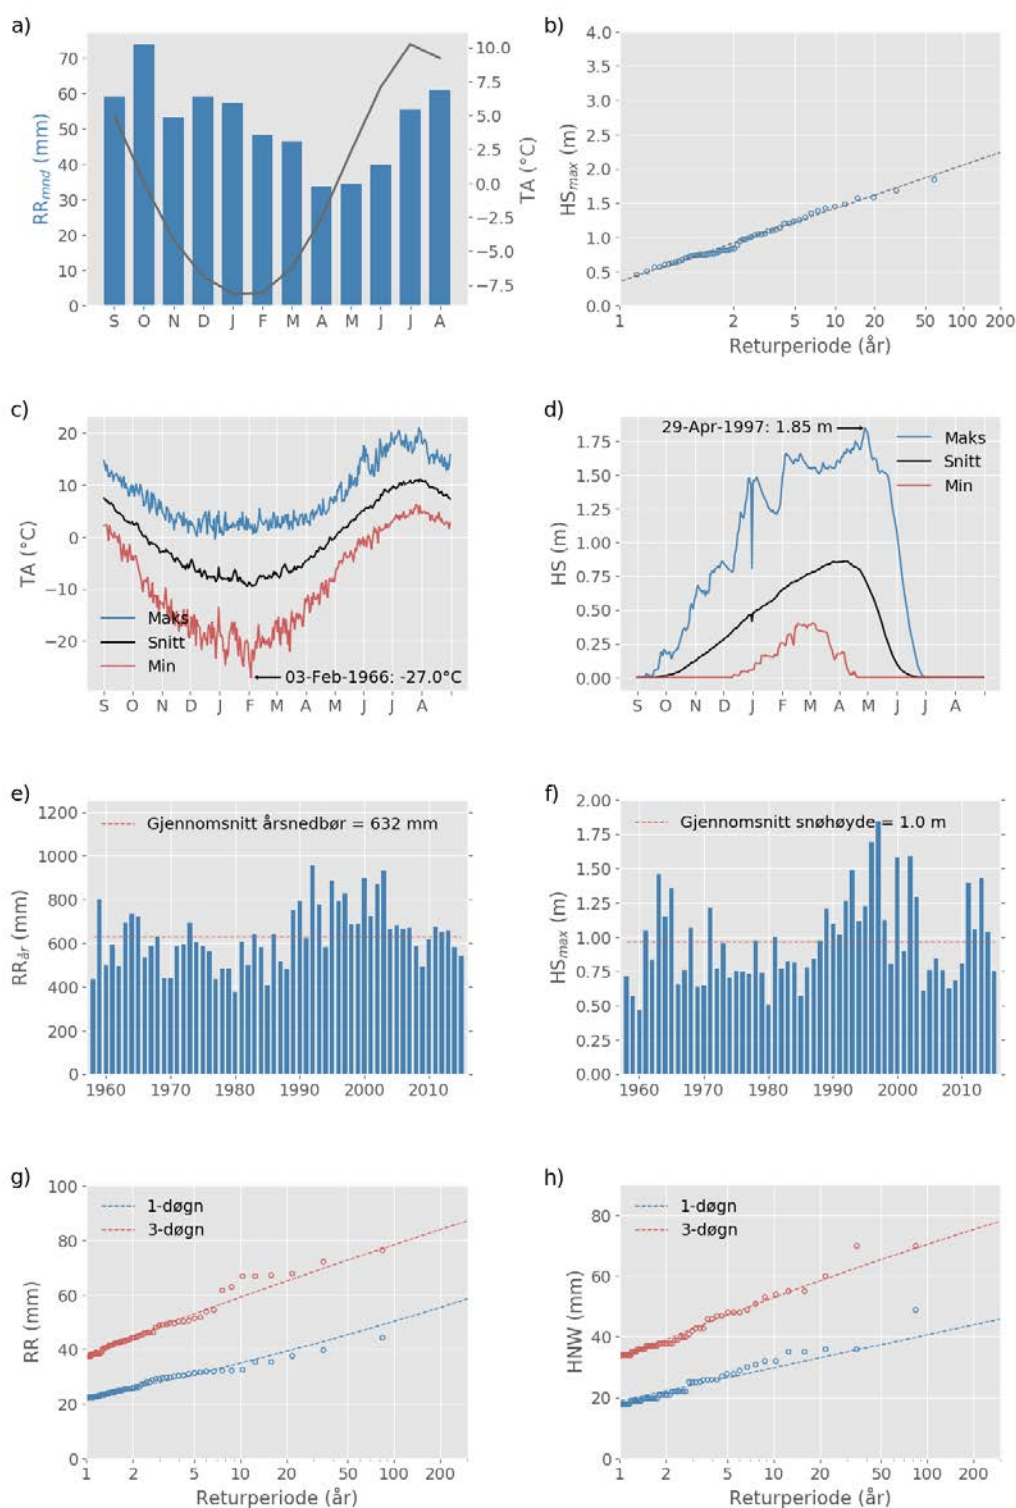 a)
70
60
50
40
30
20
10
0
RRmnd (mm)
10.0
7.5
5.0
2.5
0.0
−2.5
−5.0
−7.5
TA (°C)
S O N D J F M A M J J A
b)
4.0
3.5
3.0
2.5
2.0
1.5
1.0
0.5
0.0
HSmax (m)
1 2 5 10 20 50 100 200
Returperiode (år)
c)
20
10
0
−10
−20
TA (°C)
Maks
Snitt
Min
03-Feb-1966: -27.0°C
S O N D J F M A M J J A
d)
29-Apr-1997: 1.85 m
1.75
1.50
1.25
1.00
0.75
0.50
0.25
0.00
HS (m)
Maks
Snitt
Min
S O N D J F M A M J J A
e)
1200
1000
800
600
400
200
0
RRår (mm)
Gjennomsnitt årsnedbør = 632 mm
1960 1970 1980 1990 2000 2010
f)
2.00
1.75
1.50
1.25
1.00
0.75
0.50
0.25
0.00
HSmax (m)
Gjennomsnitt snøhøyde = 1.0 m
1960 1970 1980 1990 2000 2010
g)
100
80
60
40
20
0
RR (mm)
1-døgn
3-døgn
1 2 5 10 20 50 100 200
Returperiode (år)
h)
80
60
40
20
0
HNW (mm)
1-døgn
3-døgn
1 2 5 10 20 50 100 200
Returperiode (år)